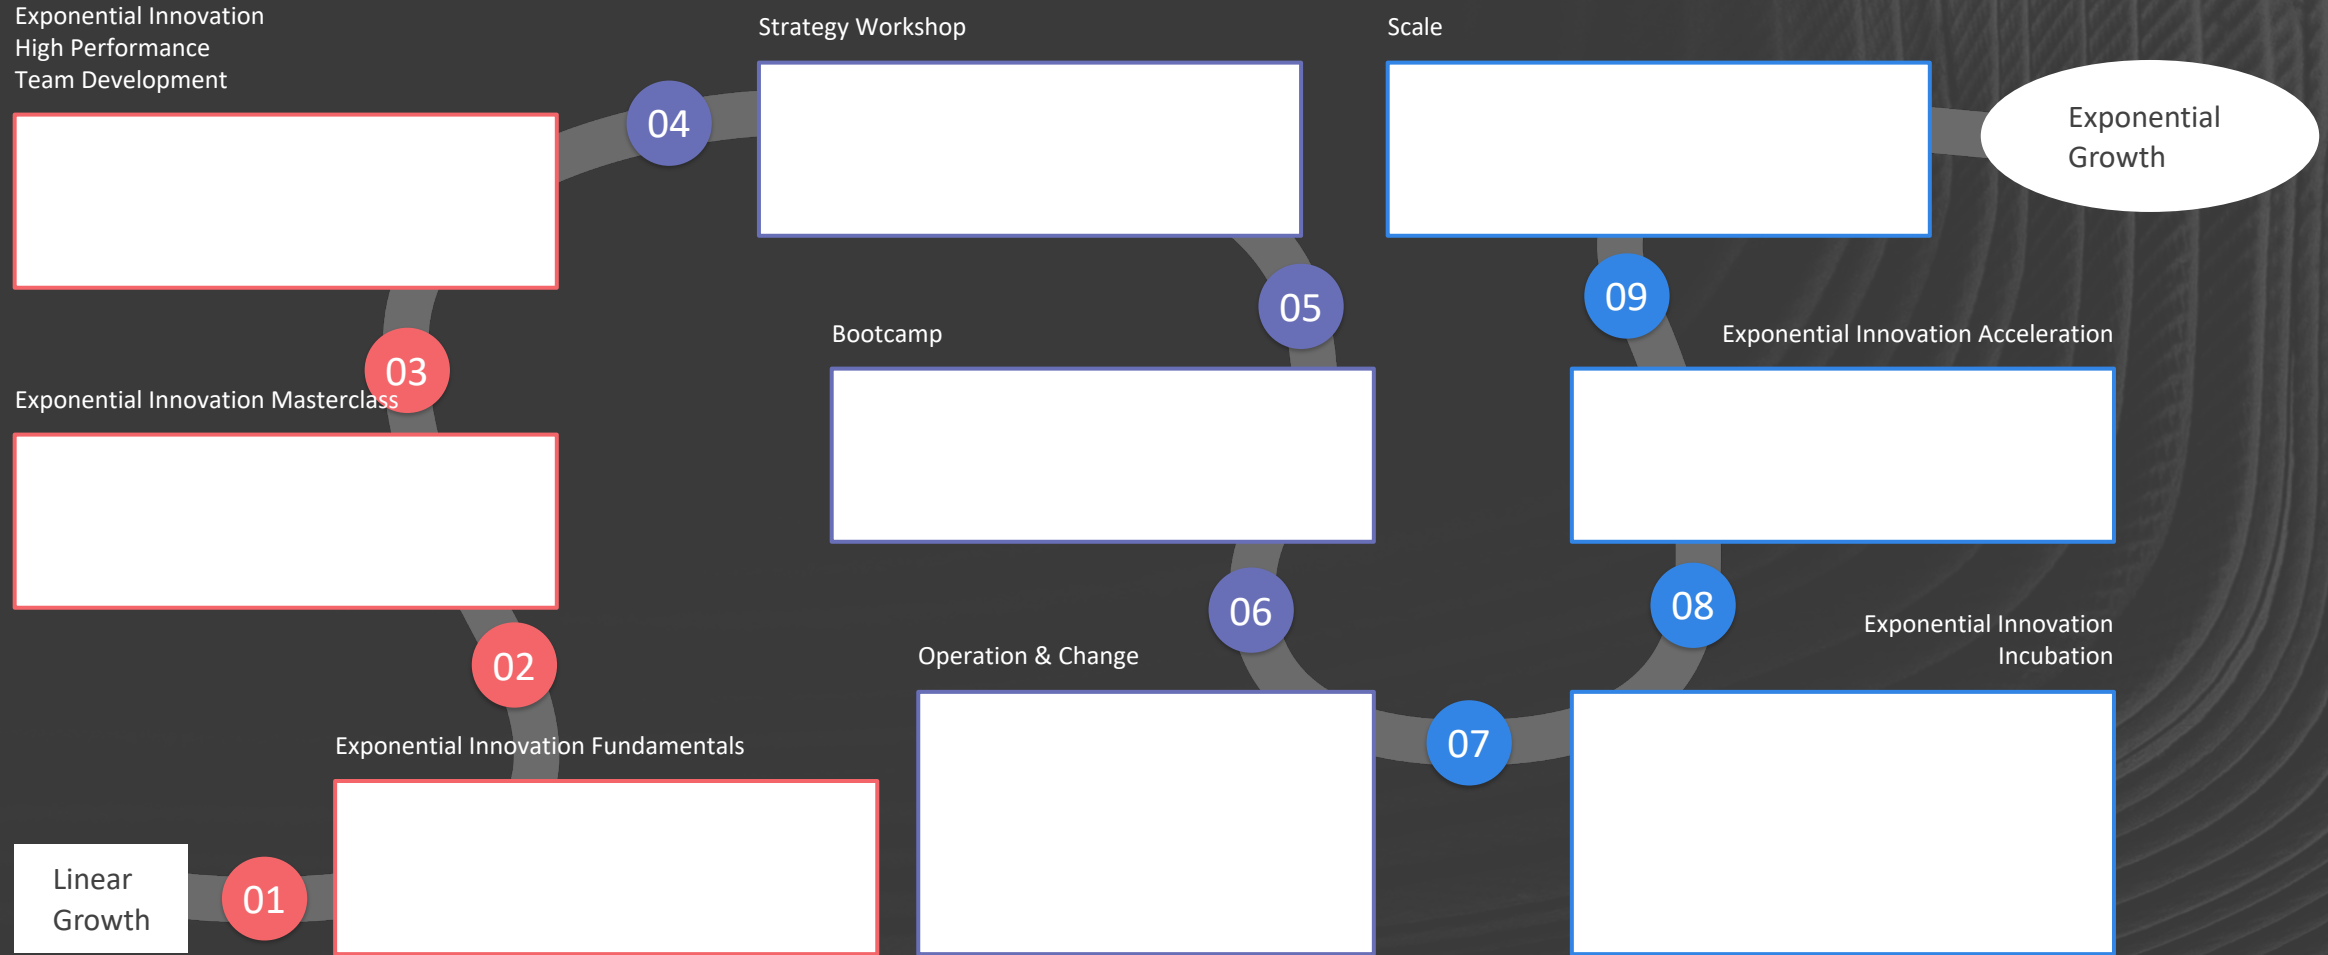 Exponential Innovation
High Performance
Team Development
Strategy Workshop
Scale
04
Exponential
Growth
03
05
09
Exponential Innovation Masterclass
Bootcamp
Exponential Innovation Acceleration
02
06
08
Exponential Innovation Fundamentals
Operation & Change
07
Exponential Innovation
Incubation
Linear
Growth
01